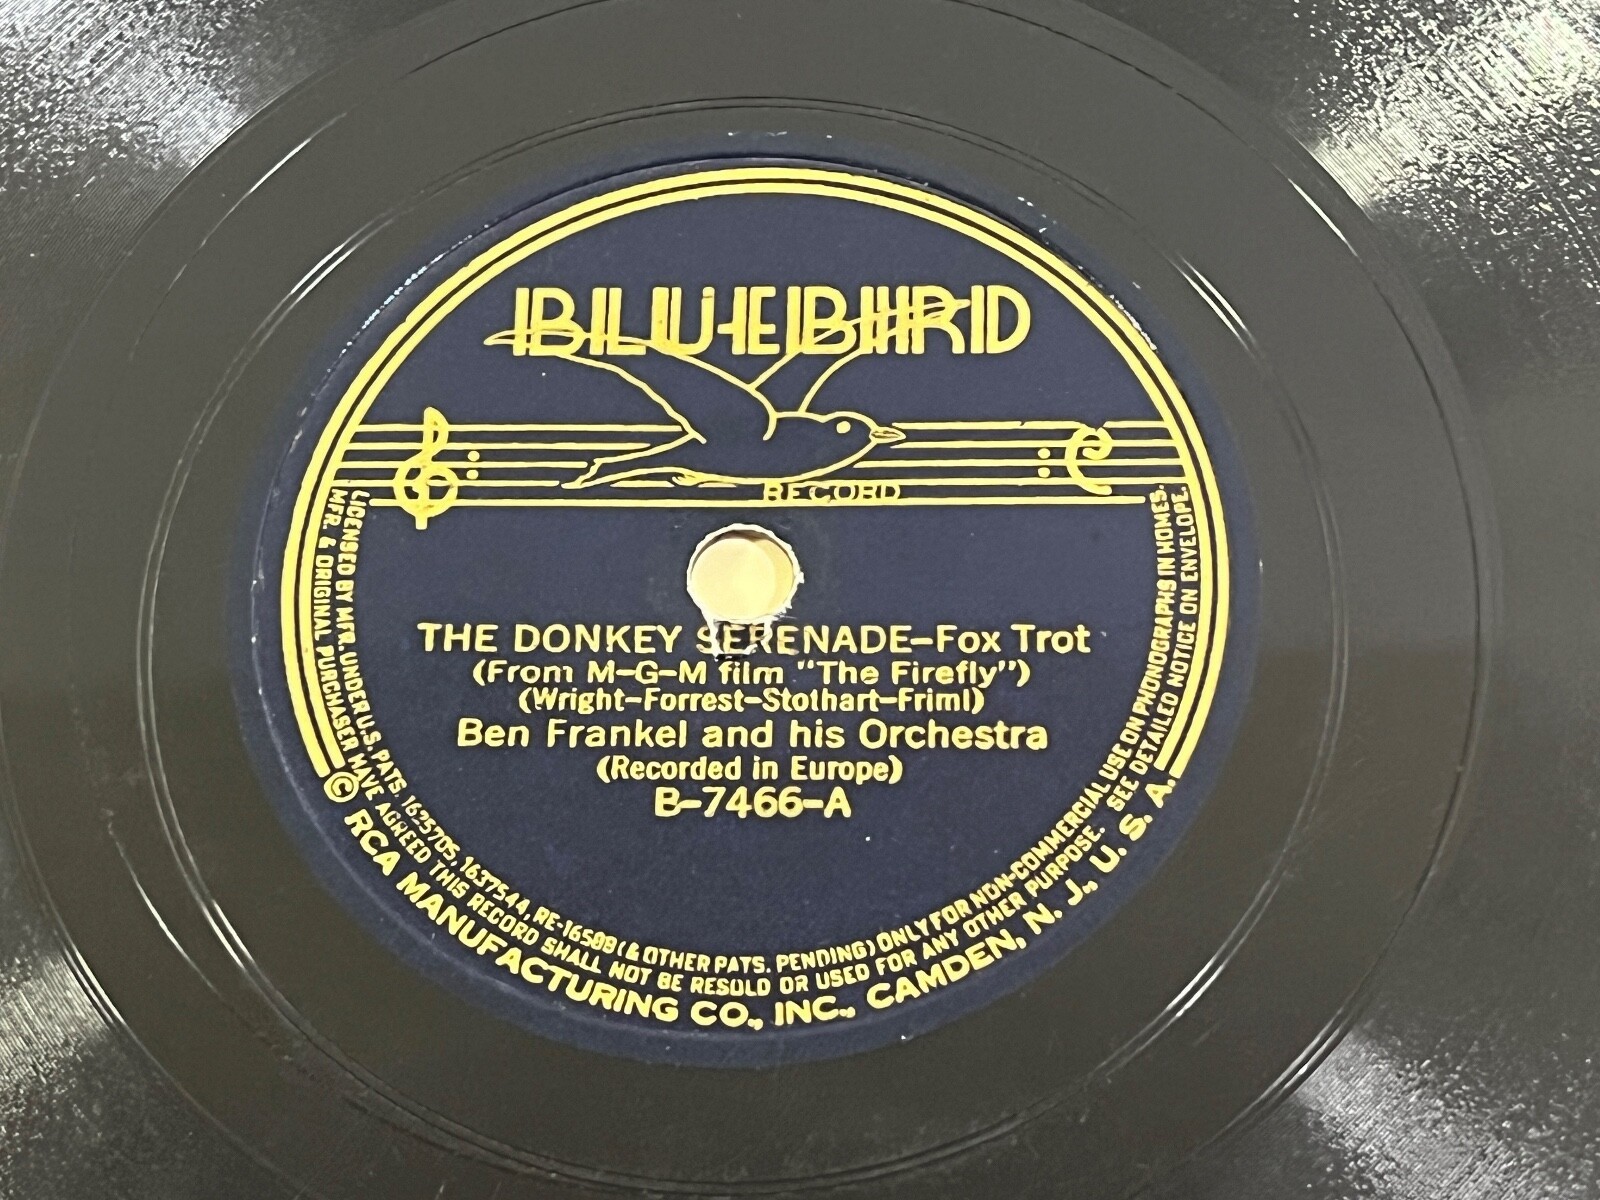 BLUEBIRD
RECORD
THE DONKEY SERENADE–Fox Trot
(From M–G–M film "The Firefly")
(Wright–Forrest–Stothart–Friml)
Ben Frankel and his Orchestra
(Recorded in Europe)
B–7466–A
LICENSED BY MFR. UNDER U.S. PATS. 1625705, 1637544, RE-16509 (& OTHER PATS. PENDING) ONLY FOR NON-COMMERCIAL USE ON PHONOGRAPHS IN HOMES.
MFR. & ORIGINAL PURCHASER HAVE AGREED THIS RECORD SHALL NOT BE RESOLD OR USED FOR ANY OTHER PURPOSE. SEE DETAILED NOTICE ON ENVELOPE.
© RCA MANUFACTURING CO., INC., CAMDEN, N. J., U. S. A.